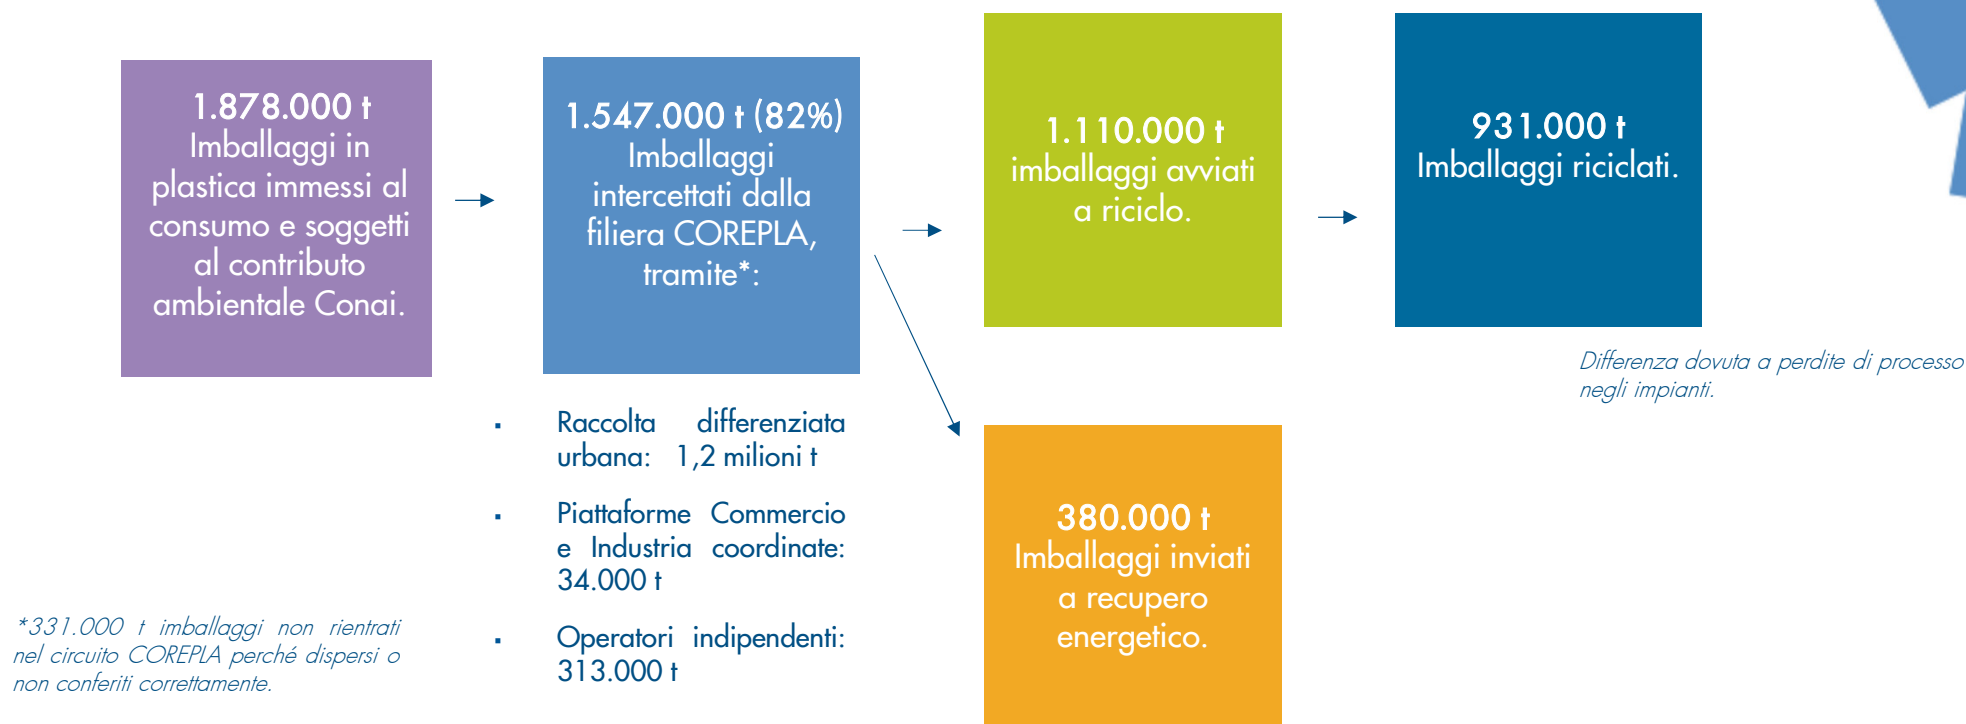 1.878.000 t
Imballaggi in
plastica immessi al
consumo e soggetti
al contributo
ambientale Conai.
1.547.000 t (82%)
Imballaggi
intercettati dalla
filiera COREPLA,
tramite*:
▪ Raccolta differenziata
urbana: 1,2 milioni t
▪ Piattaforme Commercio
e Industria coordinate:
34.000 t
▪ Operatori indipendenti:
313.000 t
1.110.000 t
imballaggi avviati
a riciclo.
380.000 t
Imballaggi inviati
a recupero
energetico.
931.000 t
Imballaggi riciclati.
Differenza dovuta a perdite di processo
negli impianti.
*331.000 t imballaggi non rientrati
nel circuito COREPLA perché dispersi o
non conferiti correttamente.